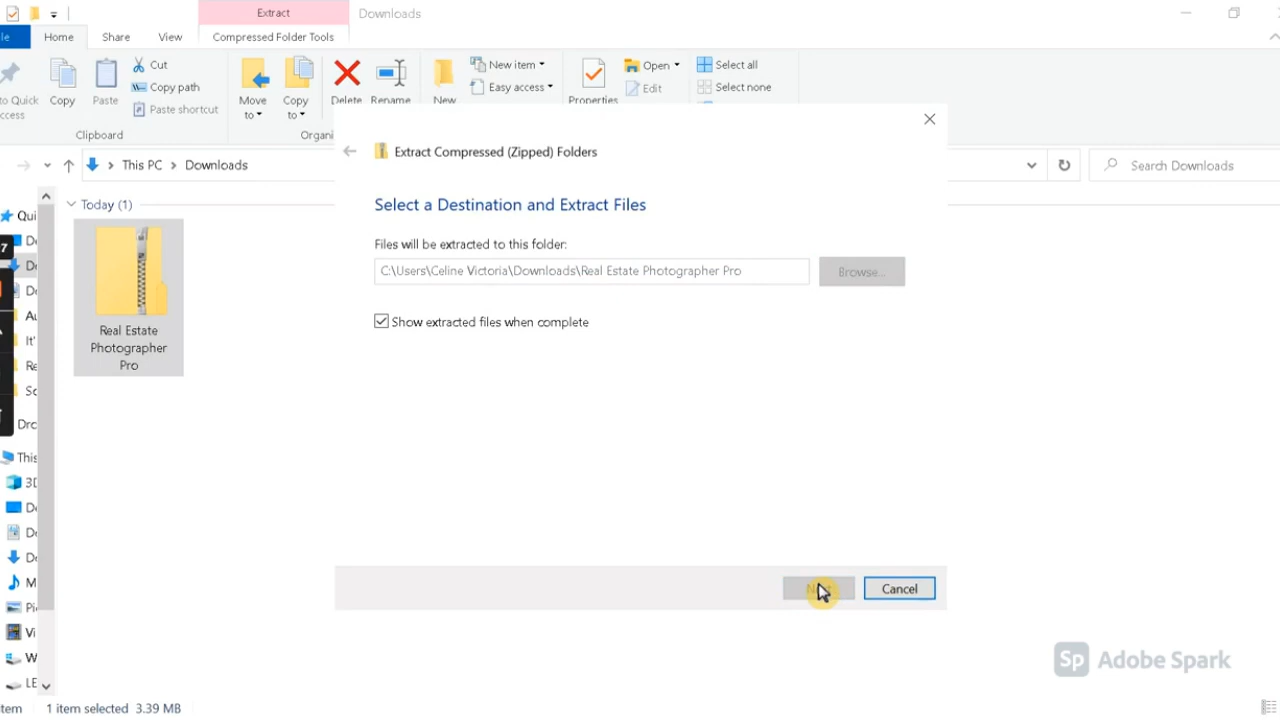 Extract
Downloads
Home
Share
View
Compressed Folder Tools
Copy
Paste
Cut
Copy path
Paste shortcut
Clipboard
Move to
Copy to
Delete
Rename
New
New item
Easy access
Properties
Open
Edit
Select all
Select none
This PC
Downloads
Search Downloads
Today (1)
Real Estate
Photographer
Pro
Extract Compressed (Zipped) Folders
Select a Destination and Extract Files
Files will be extracted to this folder:
C:\Users\Celine Victoria\Downloads\Real Estate Photographer Pro
Browse...
Show extracted files when complete
Cancel
1 item selected 3.39 MB
Sp Adobe Spark